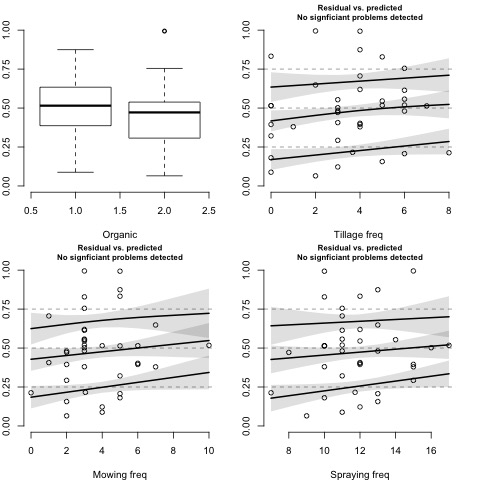 Residual vs. predicted
No signficiant problems detected
0.00 0.25 0.50 0.75 1.00
0.00 0.25 0.50 0.75 1.00
0.5 1.0 1.5 2.0 2.5
0 2 4 6 8
Organic
Tillage freq
Residual vs. predicted
No signficiant problems detected
Residual vs. predicted
No signficiant problems detected
0.00 0.25 0.50 0.75 1.00
0.00 0.25 0.50 0.75 1.00
0 2 4 6 8 10
8 10 12 14 16
Mowing freq
Spraying freq